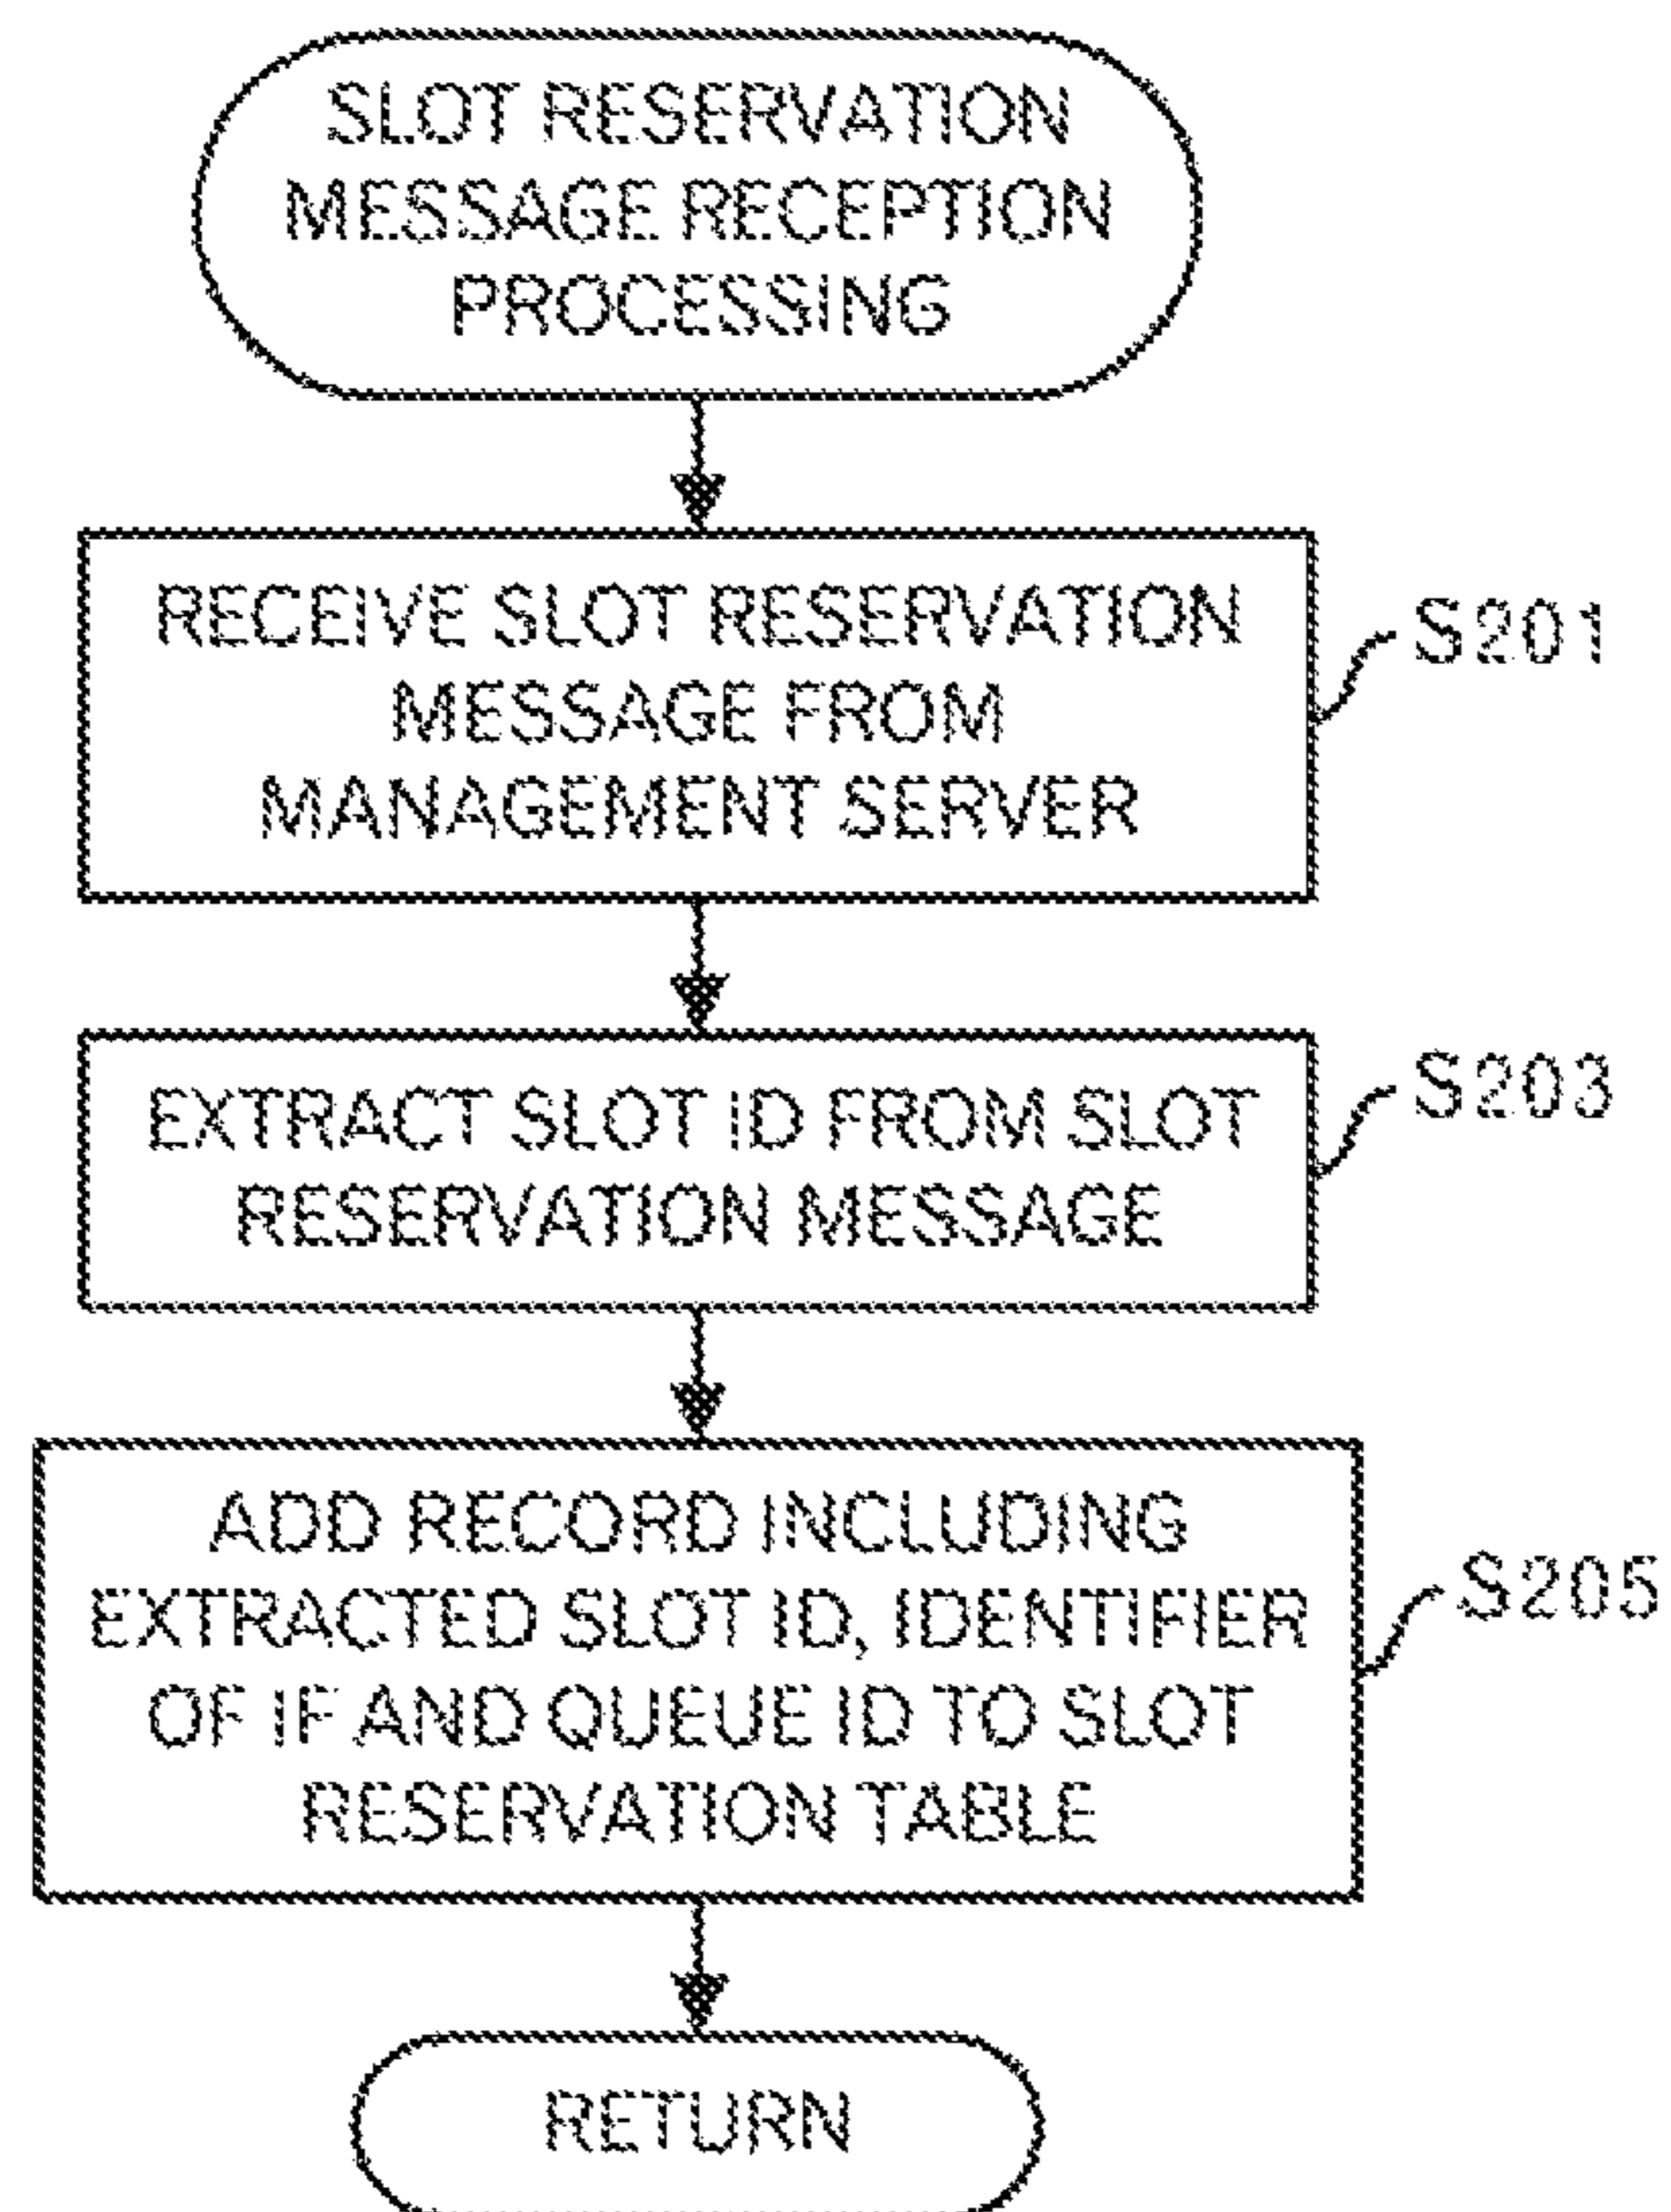 SLOT RESERVATION
MESSAGE RECEPTION
PROCESSING
RECEIVE SLOT RESERVATION
MESSAGE FROM
MANAGEMENT SERVER
S201
EXTRACT SLOT ID FROM SLOT
RESERVATION MESSAGE
S203
ADD RECORD INCLUDING
EXTRACTED SLOT ID, IDENTIFIER
OF IF AND QUEUE ID TO SLOT
RESERVATION TABLE
S205
RETURN